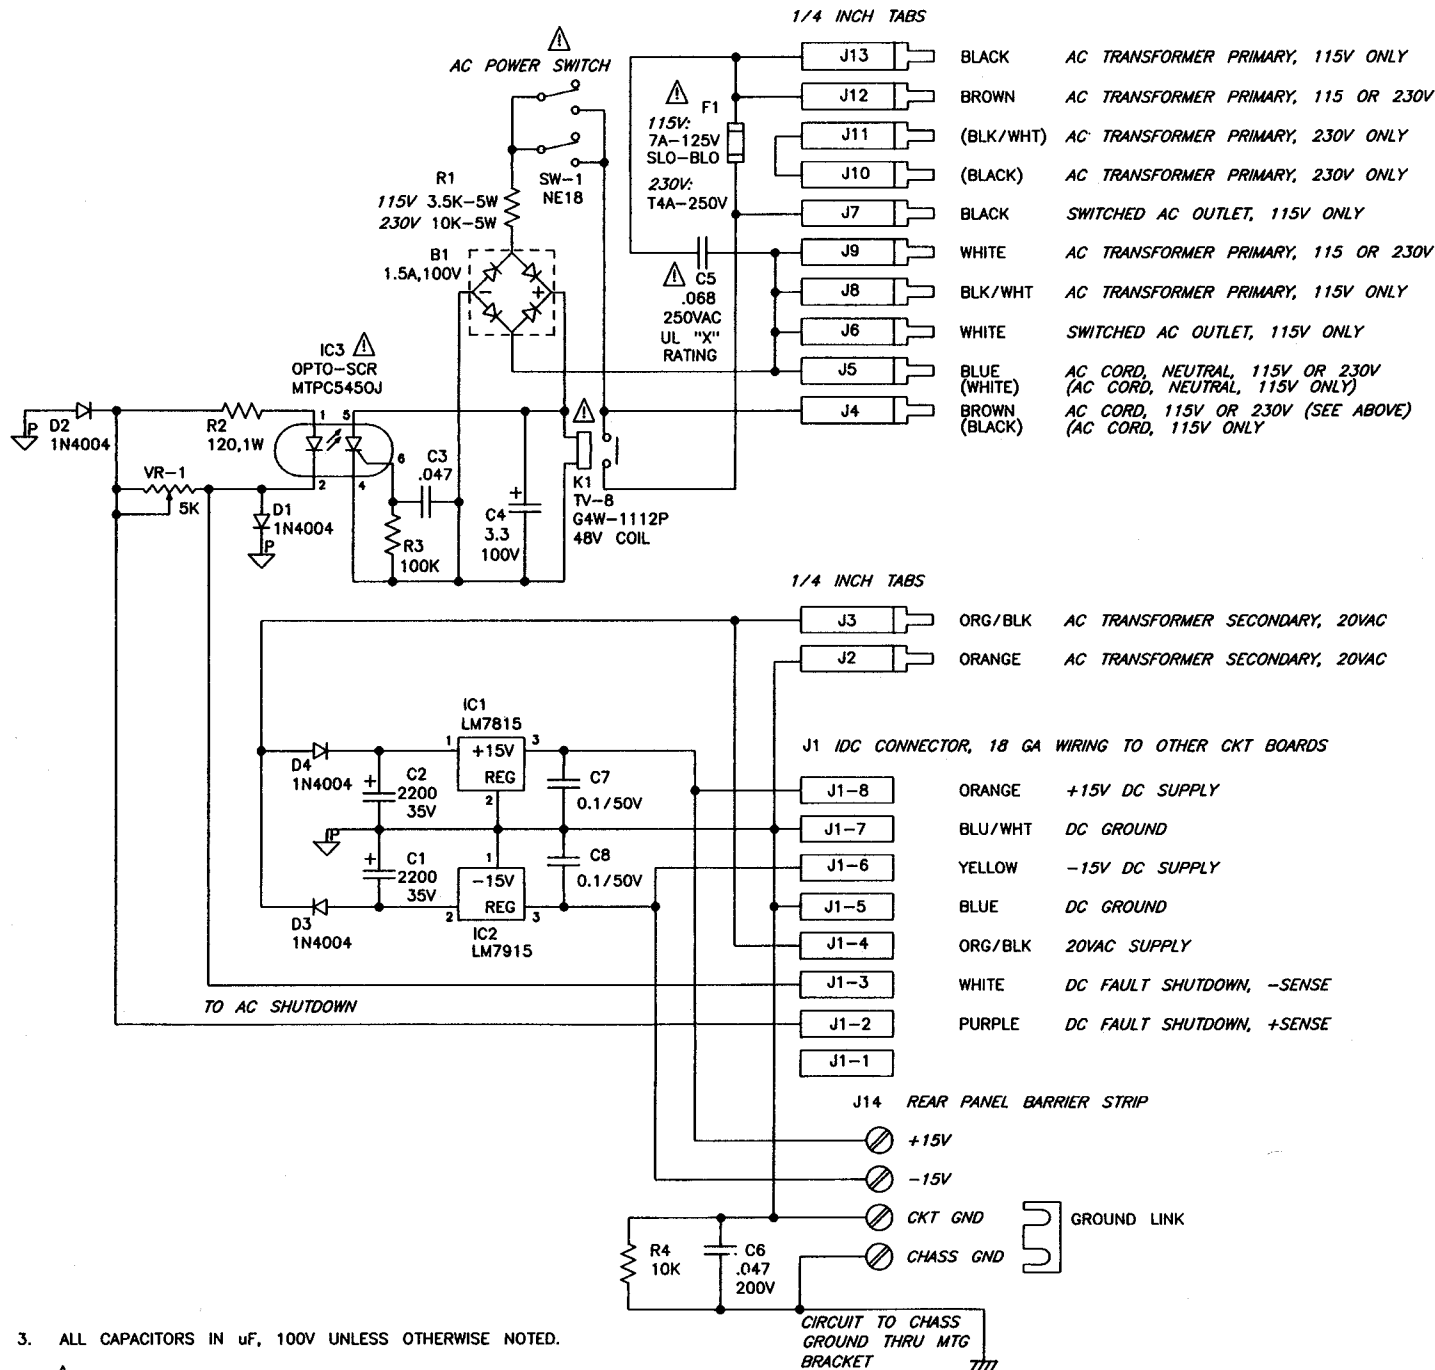 1/4 INCH TABS
J13 BLACK AC TRANSFORMER PRIMARY, 115V ONLY
J12 BROWN AC TRANSFORMER PRIMARY, 115 OR 230V
J11 (BLK/WHT) AC TRANSFORMER PRIMARY, 230V ONLY
J10 (BLACK) AC TRANSFORMER PRIMARY, 230V ONLY
J7 BLACK SWITCHED AC OUTLET, 115V ONLY
J9 WHITE AC TRANSFORMER PRIMARY, 115 OR 230V
J8 BLK/WHT AC TRANSFORMER PRIMARY, 115V ONLY
J6 WHITE SWITCHED AC OUTLET, 115V ONLY
J5 BLUE AC CORD, NEUTRAL, 115V OR 230V
(WHITE) (AC CORD, NEUTRAL, 115V ONLY)
J4 BROWN AC CORD, 115V OR 230V (SEE ABOVE)
(BLACK) (AC CORD, 115V ONLY
!
AC POWER SWITCH
SW-1
NE18
! F1
115V:
7A-125V
SLO-BLO
230V:
T4A-250V
R1
115V 3.5K-5W
230V 10K-5W
B1
1.5A,100V
- +
! C5
.068
250VAC
UL "X"
RATING
IC3 !
OPTO-SCR
MTPC5450J
P D2
1N4004
R2
120,1W
1 5
6
2 4
VR-1
5K
D1
1N4004
P
C3
.047
R3
100K
+
C4
3.3
100V
!
K1
TV-8
G4W-1112P
48V COIL
1/4 INCH TABS
J3 ORG/BLK AC TRANSFORMER SECONDARY, 20VAC
J2 ORANGE AC TRANSFORMER SECONDARY, 20VAC
IC1
LM7815
1 +15V 3
REG
2
D4
1N4004
+ C2
2200
35V
C7
0.1/50V
P
+ C1
2200
35V
C8
0.1/50V
1
-15V
2 REG 3
IC2
LM7915
D3
1N4004
J1 IDC CONNECTOR, 18 GA WIRING TO OTHER CKT BOARDS
J1-8 ORANGE +15V DC SUPPLY
J1-7 BLU/WHT DC GROUND
J1-6 YELLOW -15V DC SUPPLY
J1-5 BLUE DC GROUND
J1-4 ORG/BLK 20VAC SUPPLY
J1-3 WHITE DC FAULT SHUTDOWN, -SENSE
J1-2 PURPLE DC FAULT SHUTDOWN, +SENSE
J1-1
TO AC SHUTDOWN
J14 REAR PANEL BARRIER STRIP
+15V
-15V
CKT GND
CHASS GND
GROUND LINK
R4
10K
C6
.047
200V
CIRCUIT TO CHASS
GROUND THRU MTG
BRACKET
3. ALL CAPACITORS IN uF, 100V UNLESS OTHERWISE NOTED.